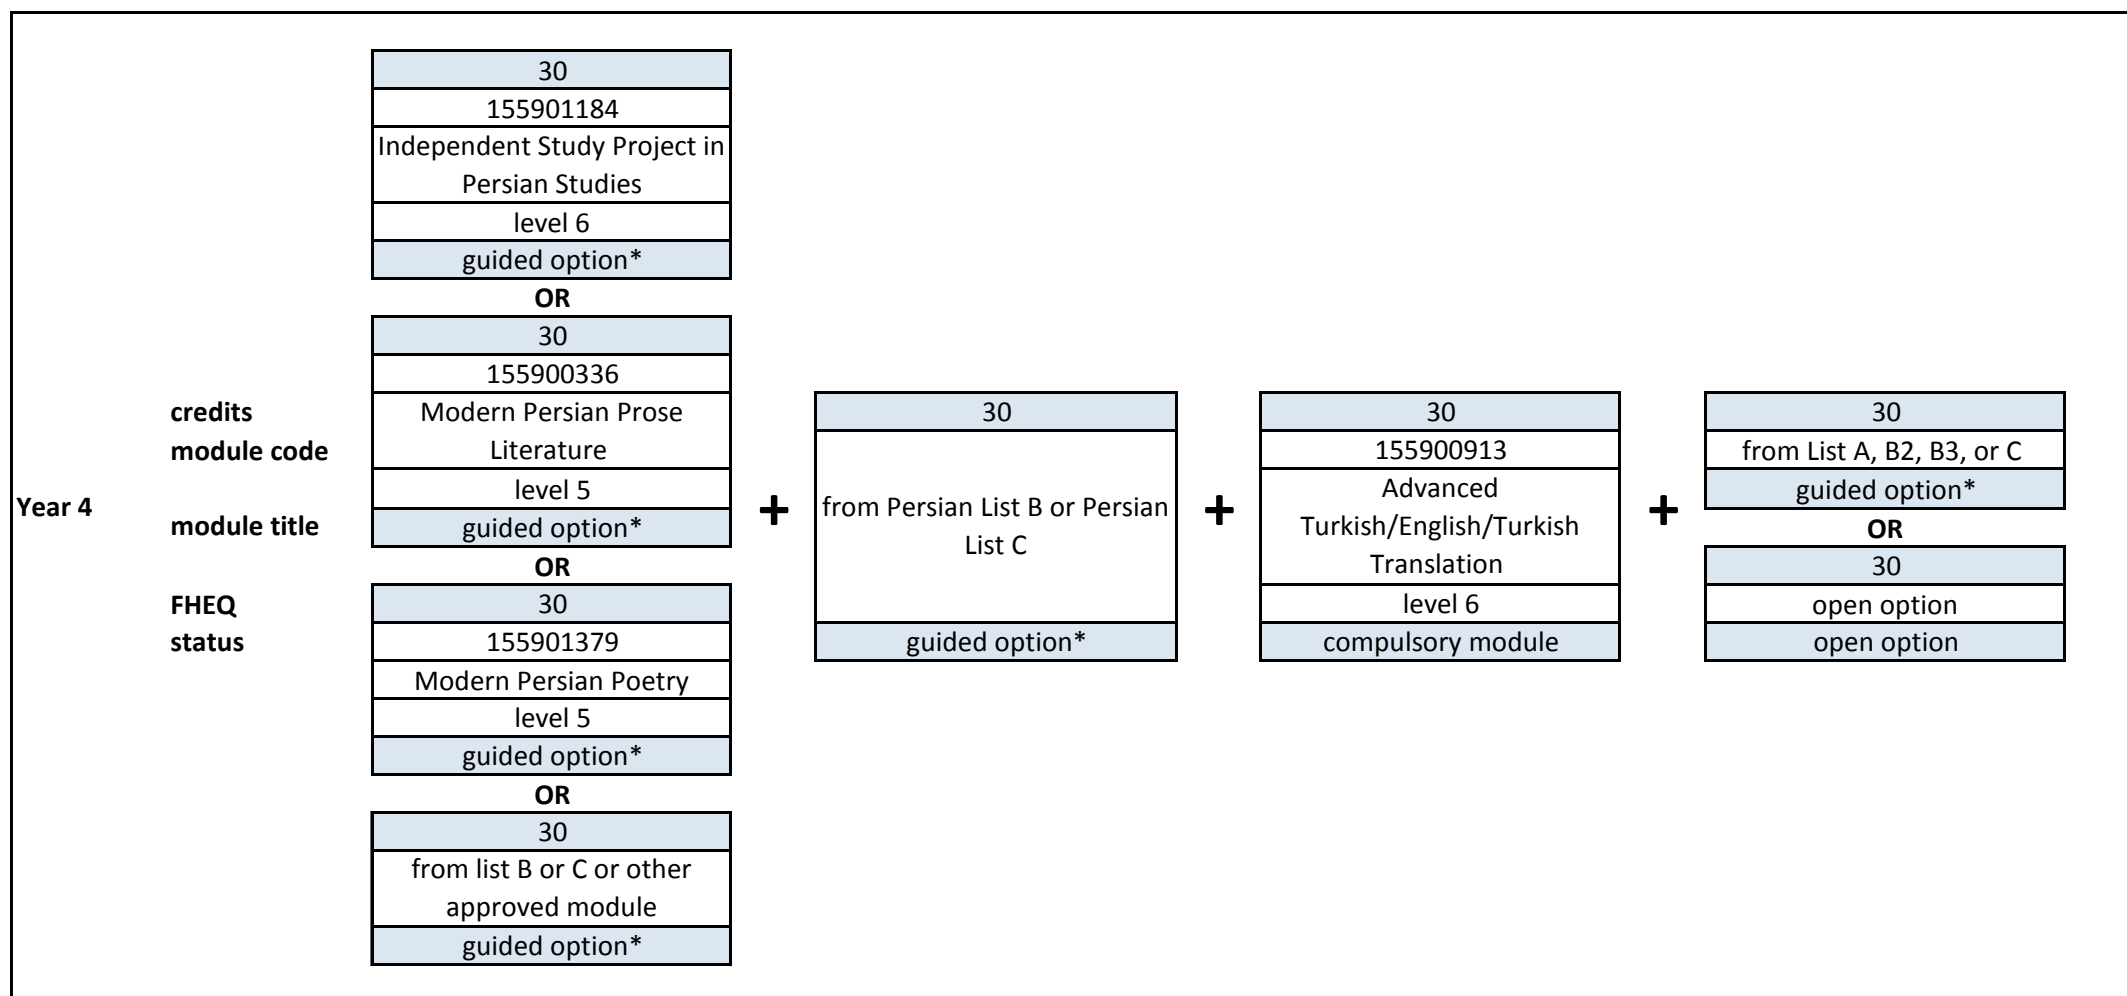 Year 4
credits
module code
module title
FHEQ
status
30
155901184
Independent Study Project in
Persian Studies
level 6
guided option*
OR
30
155900336
Modern Persian Prose
Literature
level 5
guided option*
OR
30
155901379
Modern Persian Poetry
level 5
guided option*
OR
30
from list B or C or other
approved module
guided option*
+
30
from Persian List B or Persian
List C
guided option*
+
30
155900913
Advanced
Turkish/English/Turkish
Translation
level 6
compulsory module
+
30
from List A, B2, B3, or C
guided option*
OR
30
open option
open option